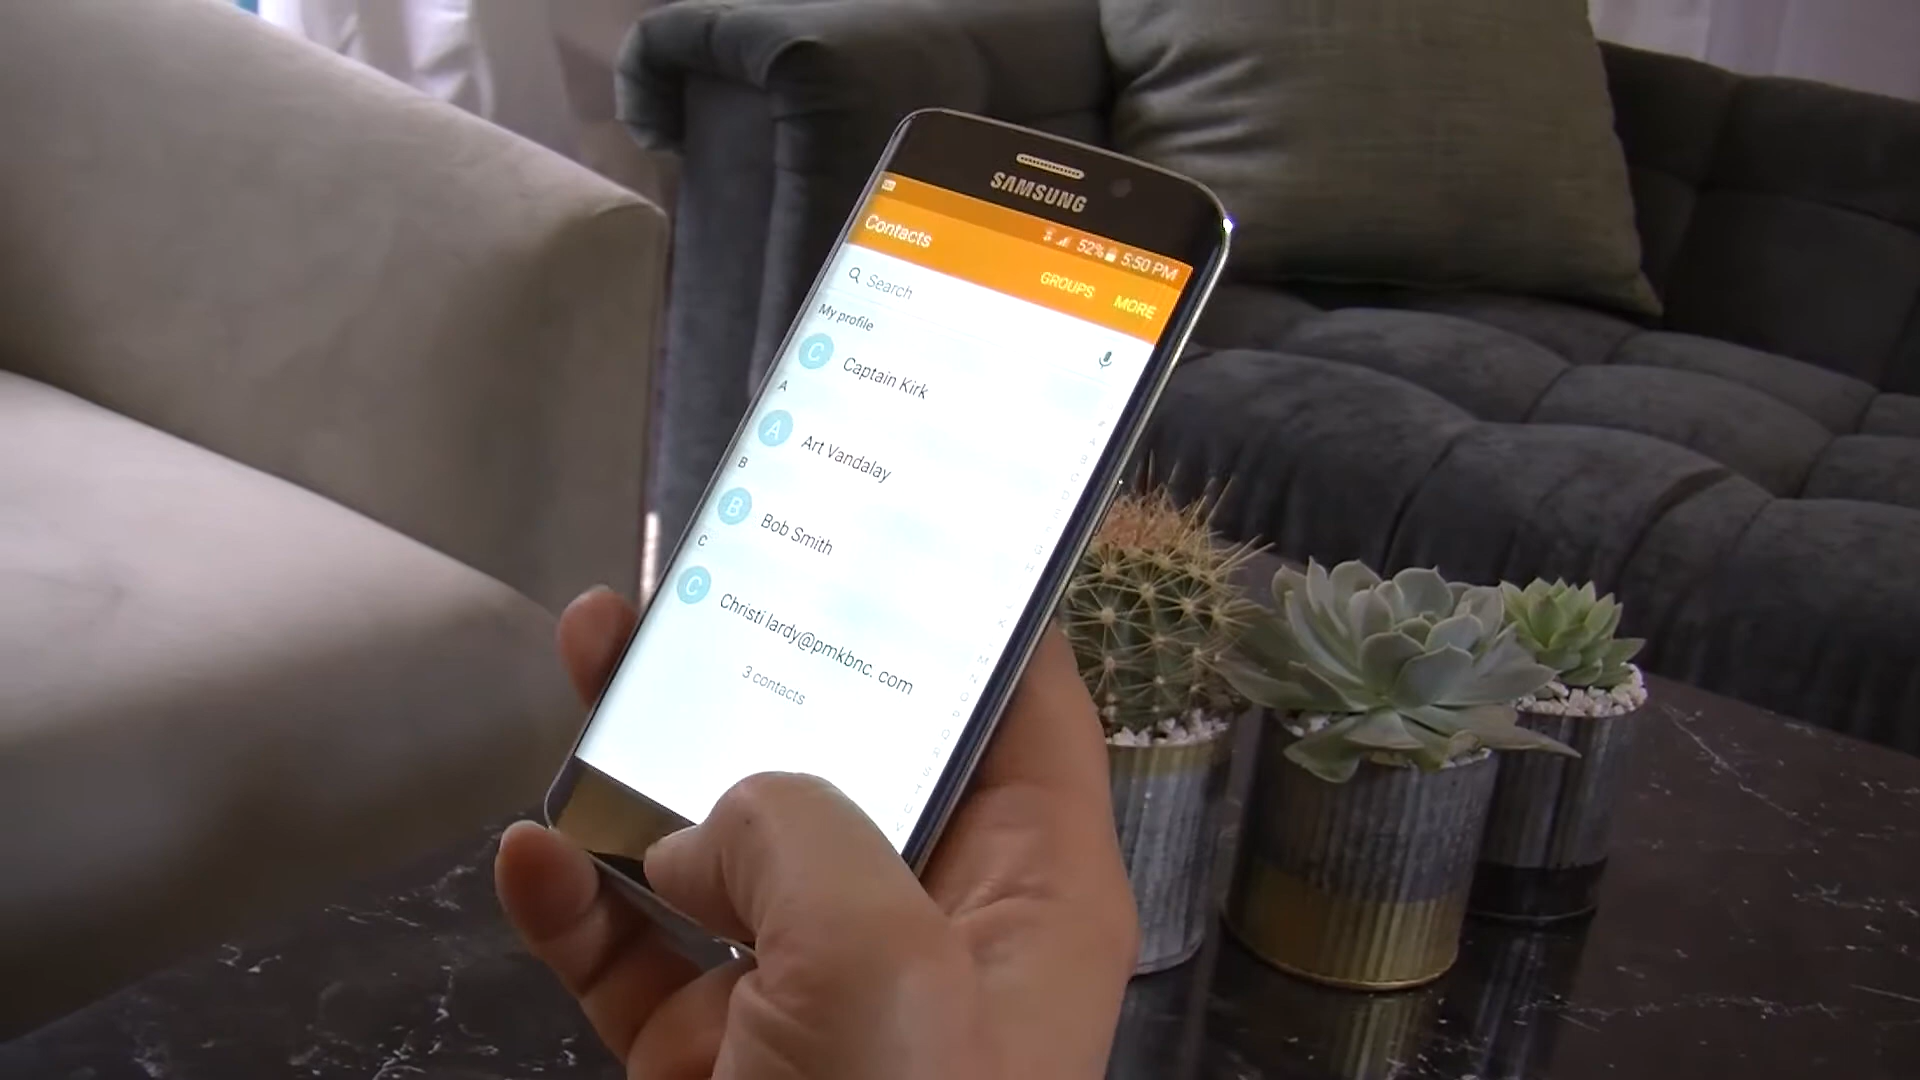 SAMSUNG
52% 5:50 PM
Contacts
GROUPS MORE
Search
My profile
C Captain Kirk
A
A Art Vandalay
B
B Bob Smith
C
C Christi lardy@pmkbnc. com
3 contacts